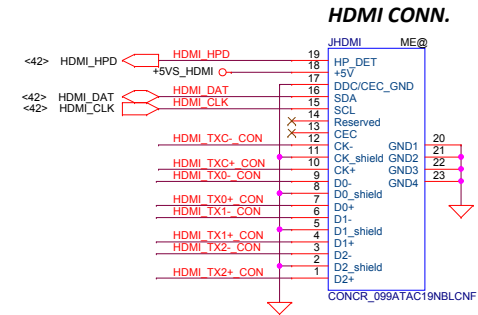 HDMI CONN.
JHDMI ME@
<42> HDMI_HPD HDMI_HPD 19 HP_DET
+5VS_HDMI 18 +5V
17 DDC/CEC_GND
<42> HDMI_DAT HDMI_DAT 16 SDA
<42> HDMI_CLK HDMI_CLK 15 SCL
14 Reserved
13 CEC
HDMI_TXC-_CON 12 CK- GND1 20
11 CK_shield GND2 21
HDMI_TXC+_CON 10 CK+ GND3 22
HDMI_TX0-_CON 9 D0- GND4 23
8 D0_shield
HDMI_TX0+_CON 7 D0+
HDMI_TX1-_CON 6 D1-
5 D1_shield
HDMI_TX1+_CON 4 D1+
HDMI_TX2-_CON 3 D2-
2 D2_shield
HDMI_TX2+_CON 1 D2+
CONCR_099ATAC19NBLCNF